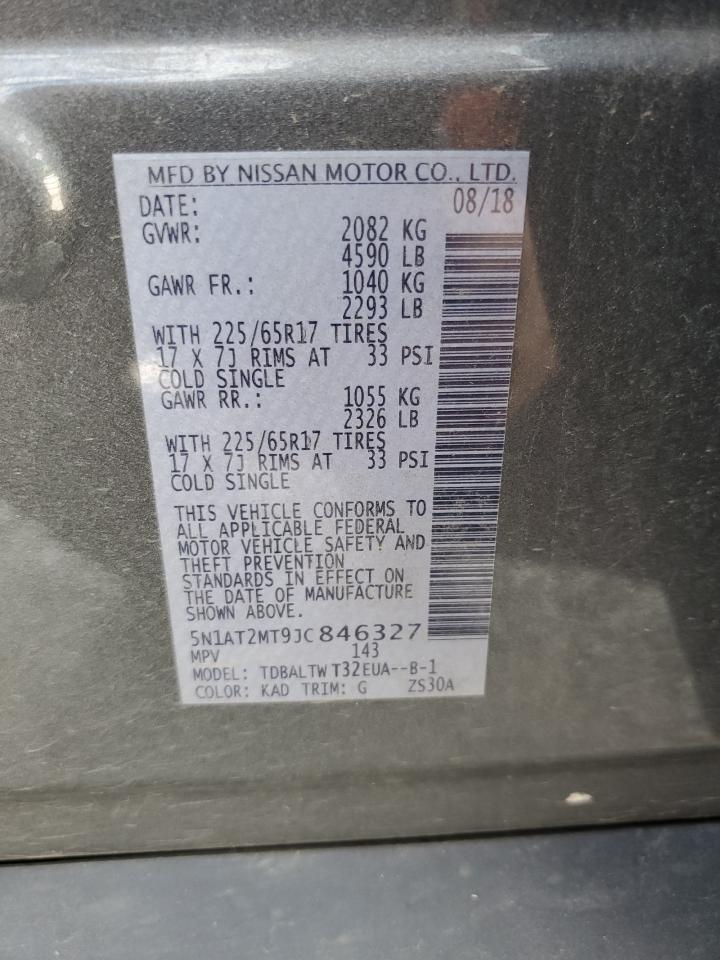 MFD BY NISSAN MOTOR CO., LTD.
DATE: 08/18
GVWR: 2082 KG
4590 LB
GAWR FR.: 1040 KG
2293 LB
WITH 225/65R17 TIRES
17 X 7J RIMS AT 33 PSI
COLD SINGLE
GAWR RR.: 1055 KG
2326 LB
WITH 225/65R17 TIRES
17 X 7J RIMS AT 33 PSI
COLD SINGLE
THIS VEHICLE CONFORMS TO
ALL APPLICABLE FEDERAL
MOTOR VEHICLE SAFETY AND
THEFT PREVENTION
STANDARDS IN EFFECT ON
THE DATE OF MANUFACTURE
SHOWN ABOVE.
5N1AT2MT9JC846327
MPV 143
MODEL: TDBALTW T32EUA--B-1
COLOR: KAD TRIM: G ZS30A